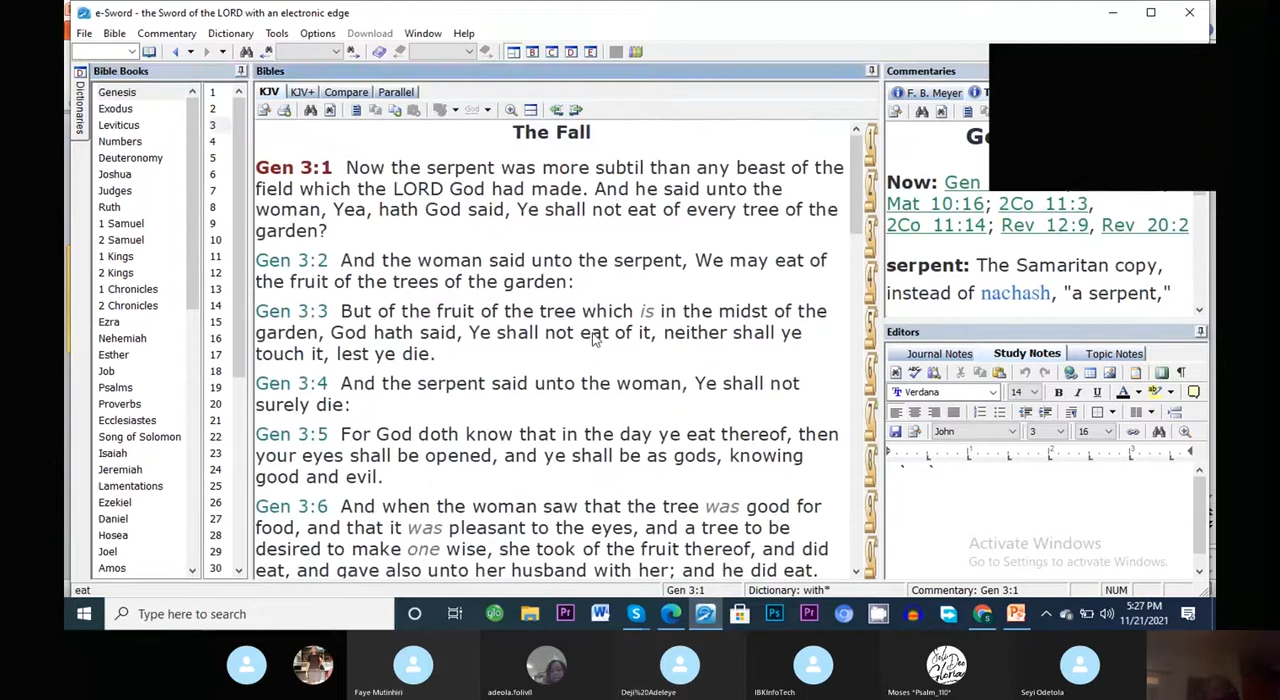 e-Sword - the Sword of the LORD with an electronic edge
File Bible Commentary Dictionary Tools Options Download Window Help
Bible Books
Bibles
Commentaries
Dictionaries
KJV KJV+ Compare Parallel
F. B. Meyer
Genesis 1
Exodus 2
Leviticus 3
Numbers 4
Deuteronomy 5
Joshua 6
Judges 7
Ruth 8
1 Samuel 9
2 Samuel 10
1 Kings 11
2 Kings 12
1 Chronicles 13
2 Chronicles 14
Ezra 15
Nehemiah 16
Esther 17
Job 18
Psalms 19
Proverbs 20
Ecclesiastes 21
Song of Solomon 22
Isaiah 23
Jeremiah 24
Lamentations 25
Ezekiel 26
Daniel 27
Hosea 28
Joel 29
Amos 30
The Fall
Gen 3:1 Now the serpent was more subtil than any beast of the
field which the LORD God had made. And he said unto the
woman, Yea, hath God said, Ye shall not eat of every tree of the
garden?
Gen 3:2 And the woman said unto the serpent, We may eat of
the fruit of the trees of the garden:
Gen 3:3 But of the fruit of the tree which is in the midst of the
garden, God hath said, Ye shall not eat of it, neither shall ye
touch it, lest ye die.
Gen 3:4 And the serpent said unto the woman, Ye shall not
surely die:
Gen 3:5 For God doth know that in the day ye eat thereof, then
your eyes shall be opened, and ye shall be as gods, knowing
good and evil.
Gen 3:6 And when the woman saw that the tree was good for
food, and that it was pleasant to the eyes, and a tree to be
desired to make one wise, she took of the fruit thereof, and did
eat, and gave also unto her husband with her; and he did eat.
Now: Gen
Mat 10:16; 2Co 11:3,
2Co 11:14; Rev 12:9, Rev 20:2
serpent: The Samaritan copy,
instead of nachash, "a serpent,"
Editors
Journal Notes Study Notes Topic Notes
Verdana 14 B I U A
John 3 16
Activate Windows
Go to Settings to activate Windows.
eat Gen 3:1 Dictionary: with* Commentary: Gen 3:1 NUM
Type here to search
5:27 PM
11/21/2021
Faye Mutinhiri
adeola.folivll
Deji%20Adeleye
IBKInfoTech
Soli Deo Gloria
Moses *Psalm_110*
Seyi Odetola